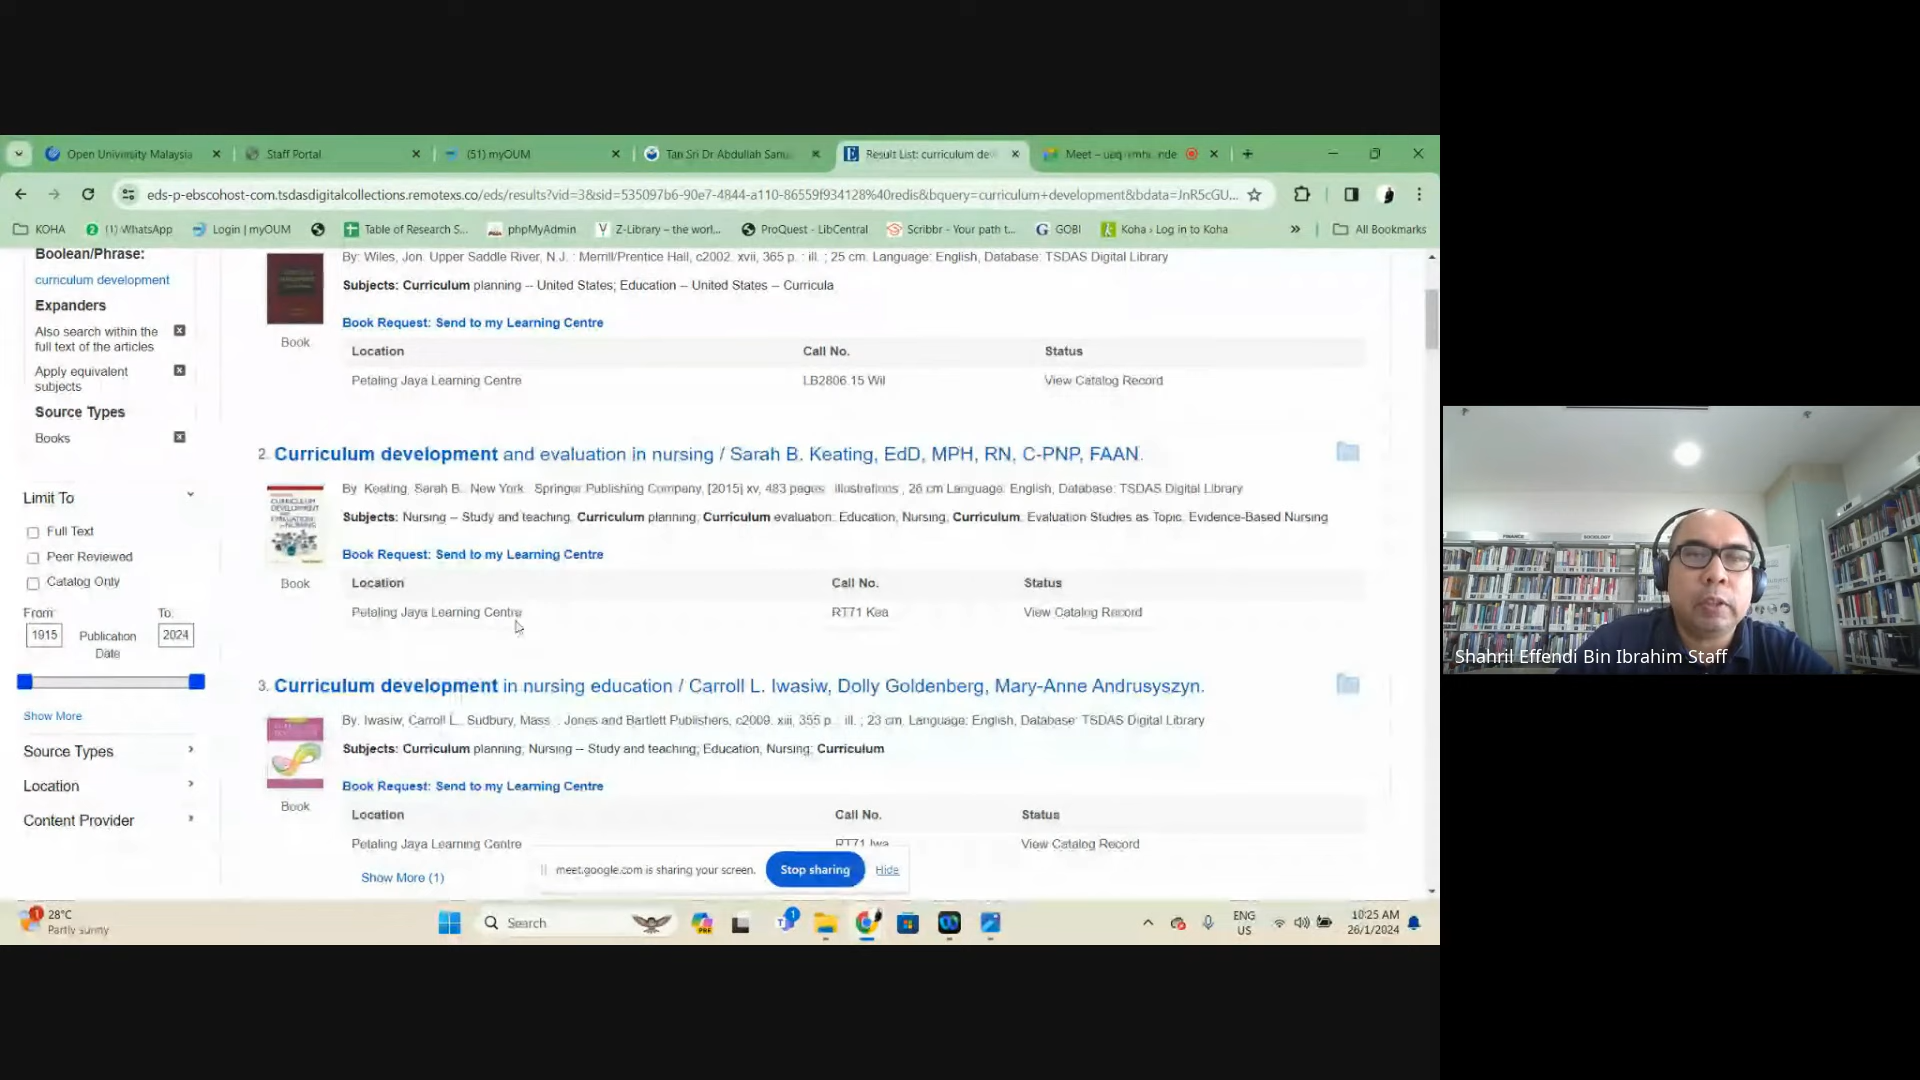 Open University Malaysia
Staff Portal
(51) myOUM
Tan Sri Dr Abdullah Sanu
Result List: curriculum de
Meet –
eds-p-ebscohost-com.tsdasdigitalcollections.remotexs.co/eds/results?vid=3&sid=535097b6-90e7-4844-a110-86559f934128%40redis&bquery=curriculum+development&bdata=JnR5cGU...
KOHA
(1) WhatsApp
Login | myOUM
Table of Research S...
phpMyAdmin
Z-Library – the worl...
ProQuest - LibCentral
Scribbr - Your path t...
GOBI
Koha › Log in to Koha
»
All Bookmarks
Boolean/Phrase:
curriculum development
Expanders
Also search within the
full text of the articles
Apply equivalent
subjects
Source Types
Books
Limit To
Full Text
Peer Reviewed
Catalog Only
From
To:
1915
Publication
Date
2024
Show More
Source Types
Location
Content Provider
By: Wiles, Jon. Upper Saddle River, N.J. : Merrill/Prentice Hall, c2002. xvii, 365 p. : ill. ; 25 cm. Language: English, Database: TSDAS Digital Library
Subjects: Curriculum planning -- United States; Education -- United States -- Curricula
Book
Book Request: Send to my Learning Centre
Location Call No. Status
Petaling Jaya Learning Centre LB2806.15 Wil View Catalog Record
2. Curriculum development and evaluation in nursing / Sarah B. Keating, EdD, MPH, RN, C-PNP, FAAN.
By: Keating, Sarah B.. New York : Springer Publishing Company, [2015] xv, 483 pages : illustrations ; 26 cm Language: English, Database: TSDAS Digital Library
Subjects: Nursing -- Study and teaching; Curriculum planning; Curriculum evaluation; Education, Nursing; Curriculum; Evaluation Studies as Topic; Evidence-Based Nursing
CURRICULUM
DEVELOPMENT
AND
EVALUATION
IN NURSING
Book
Book Request: Send to my Learning Centre
Location Call No. Status
Petaling Jaya Learning Centre RT71 Kea View Catalog Record
3. Curriculum development in nursing education / Carroll L. Iwasiw, Dolly Goldenberg, Mary-Anne Andrusyszyn.
By: Iwasiw, Carroll L.. Sudbury, Mass. : Jones and Bartlett Publishers, c2009. xiii, 355 p. : ill. ; 23 cm. Language: English, Database: TSDAS Digital Library
Subjects: Curriculum planning; Nursing -- Study and teaching; Education, Nursing; Curriculum
Book
Book Request: Send to my Learning Centre
Location Call No. Status
Petaling Jaya Learning Centre RT71 Iwa View Catalog Record
Show More (1)
meet.google.com is sharing your screen.
Stop sharing
Hide
28°C
Partly sunny
Search
PRE
1
ENG
US
10:25 AM
26/1/2024
FINANCE
SOCIOLOGY
Shahril Effendi Bin Ibrahim Staff